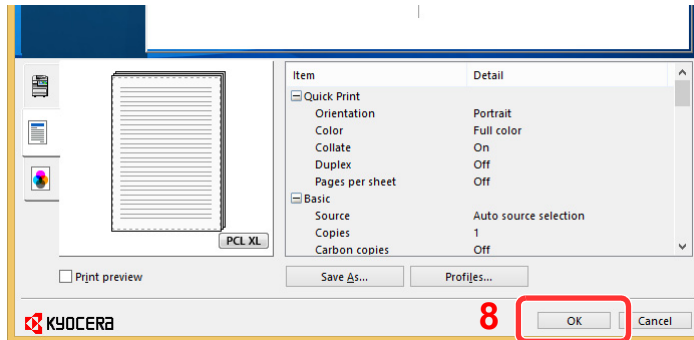 Item Detail
Quick Print
Orientation Portrait
Color Full color
Collate On
Duplex Off
Pages per sheet Off
Basic
Source Auto source selection
Copies 1
Carbon copies Off
PCL XL
Print preview Save As... Profiles...
KYOCERA 8 OK Cancel